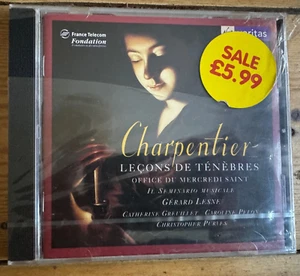 France Telecom
Fondation
veritas
SALE
£5.99
Charpentier
LEÇONS DE TÉNÈBRES
OFFICE DU MERCREDI SAINT
IL SEMINARIO MUSICALE
GÉRARD LESNE
CATHERINE GREUILLET CAROLINE PELON
CHRISTOPHER PURVES